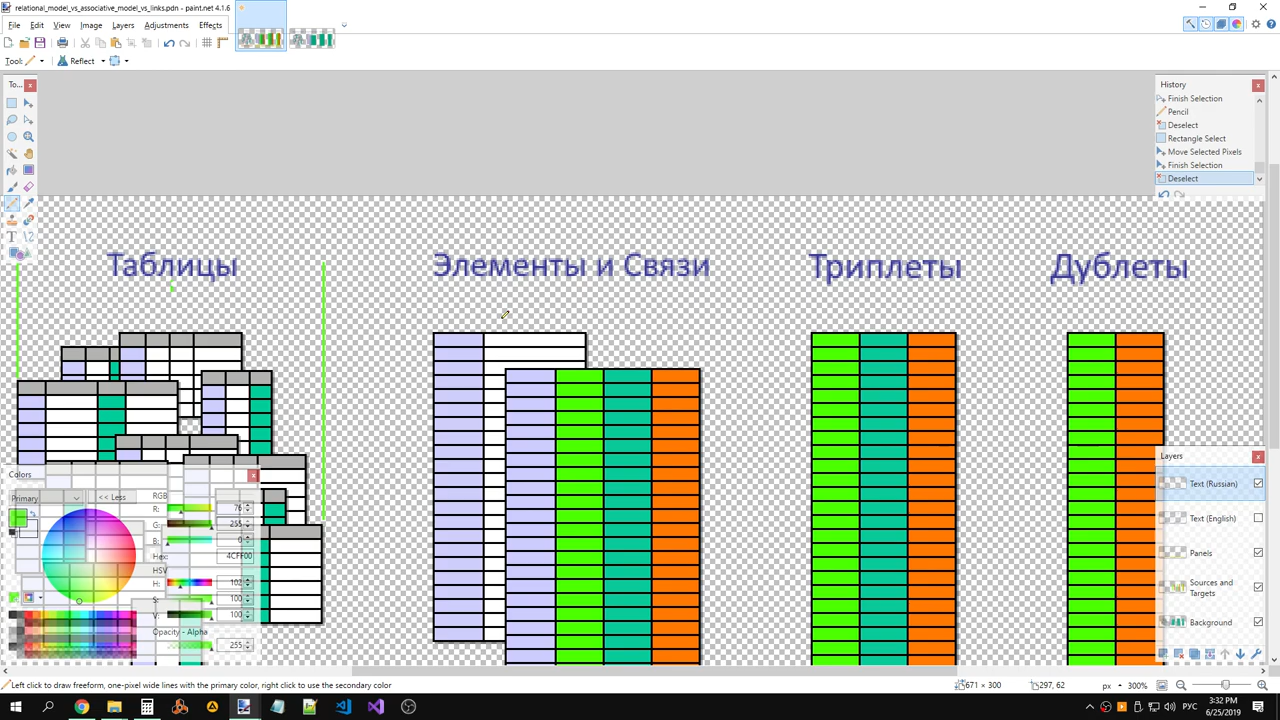 relational_model_vs_associative_model_vs_links.pdn - paint.net 4.1.6
File Edit View Image Layers Adjustments Effects
Tool: Reflect
To...
History
Finish Selection
Pencil
Deselect
Rectangle Select
Move Selected Pixels
Finish Selection
Deselect
Таблицы
Элементы и Связи
Триплеты
Дублеты
Colors
Primary
<< Less
RGB
R: 76
G: 255
B: 0
Hex: 4CFF00
HSV
H: 102
S: 100
V: 100
Opacity - Alpha
255
Layers
Text (Russian)
Text (English)
Panels
Sources and
Targets
Background
Left click to draw freeform, one-pixel wide lines with the primary color, right click to use the secondary color
671 × 300
297, 62
px
300%
РУС
3:32 PM
6/25/2019